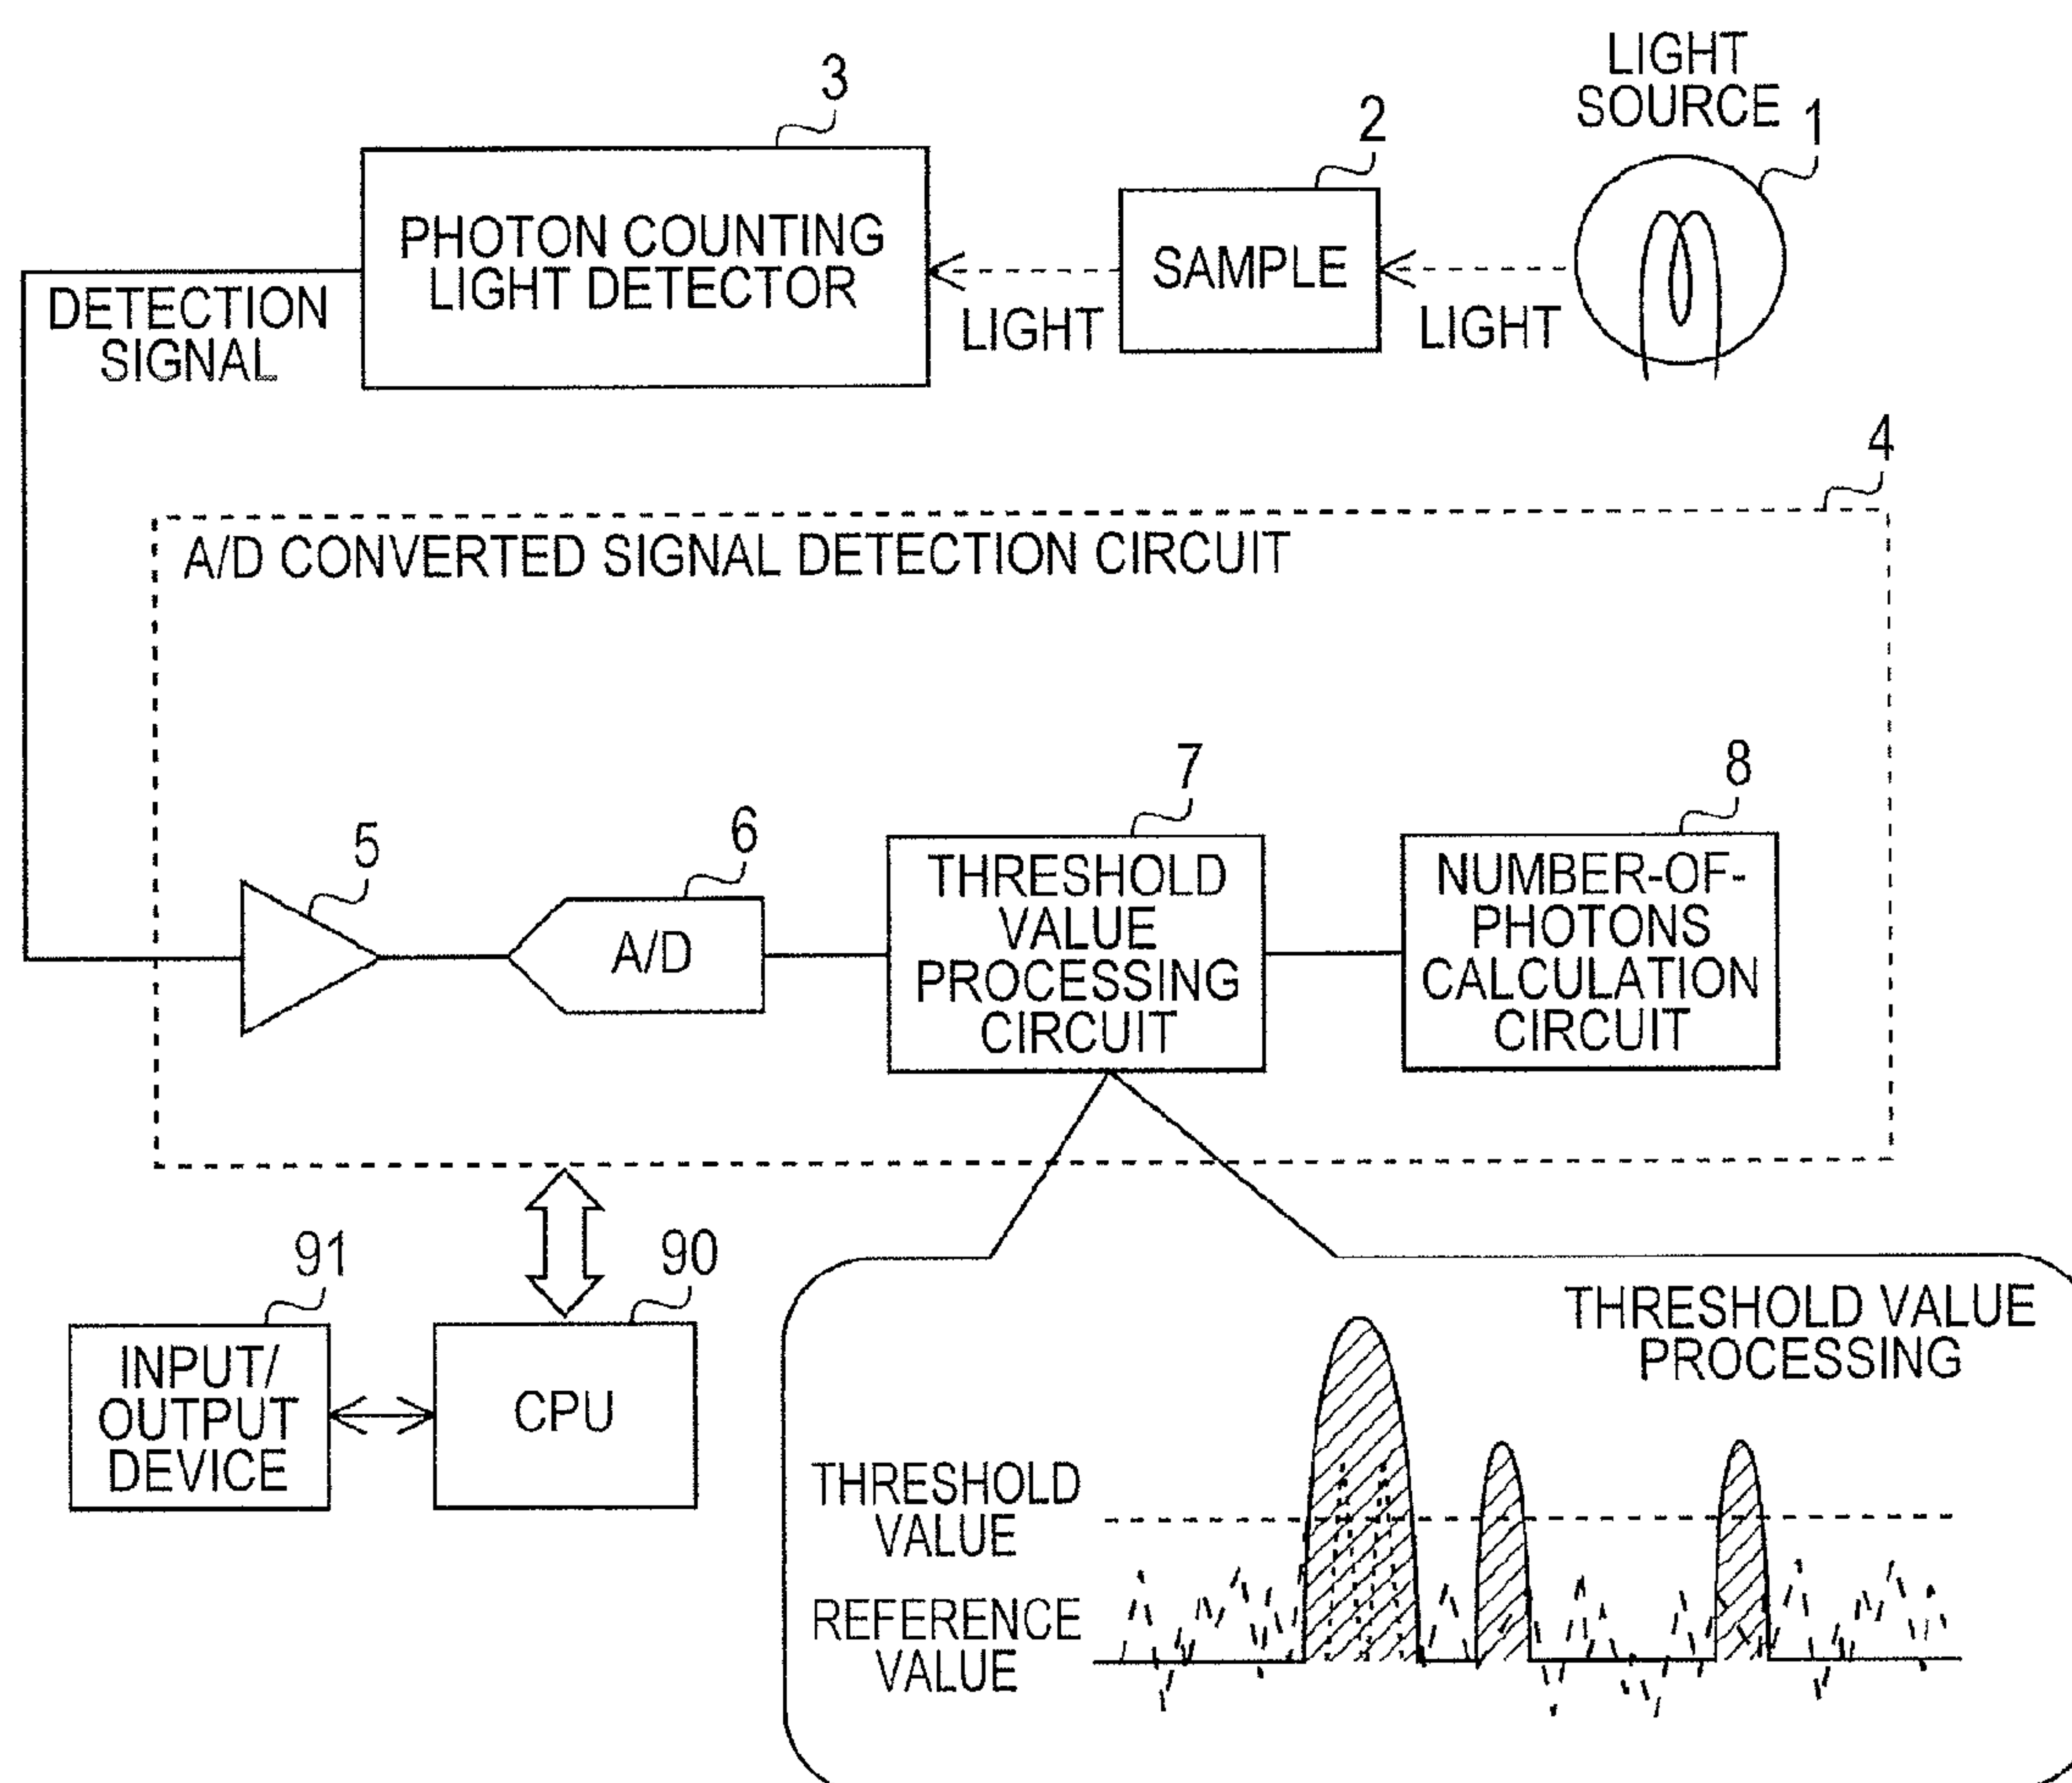 LIGHT
SOURCE
1
2
3
PHOTON COUNTING
LIGHT DETECTOR
SAMPLE
LIGHT
LIGHT
DETECTION
SIGNAL
4
A/D CONVERTED SIGNAL DETECTION CIRCUIT
5
6
A/D
7
THRESHOLD
VALUE
PROCESSING
CIRCUIT
8
NUMBER-OF-
PHOTONS
CALCULATION
CIRCUIT
91
INPUT/
OUTPUT
DEVICE
90
CPU
THRESHOLD VALUE
PROCESSING
THRESHOLD
VALUE
REFERENCE
VALUE